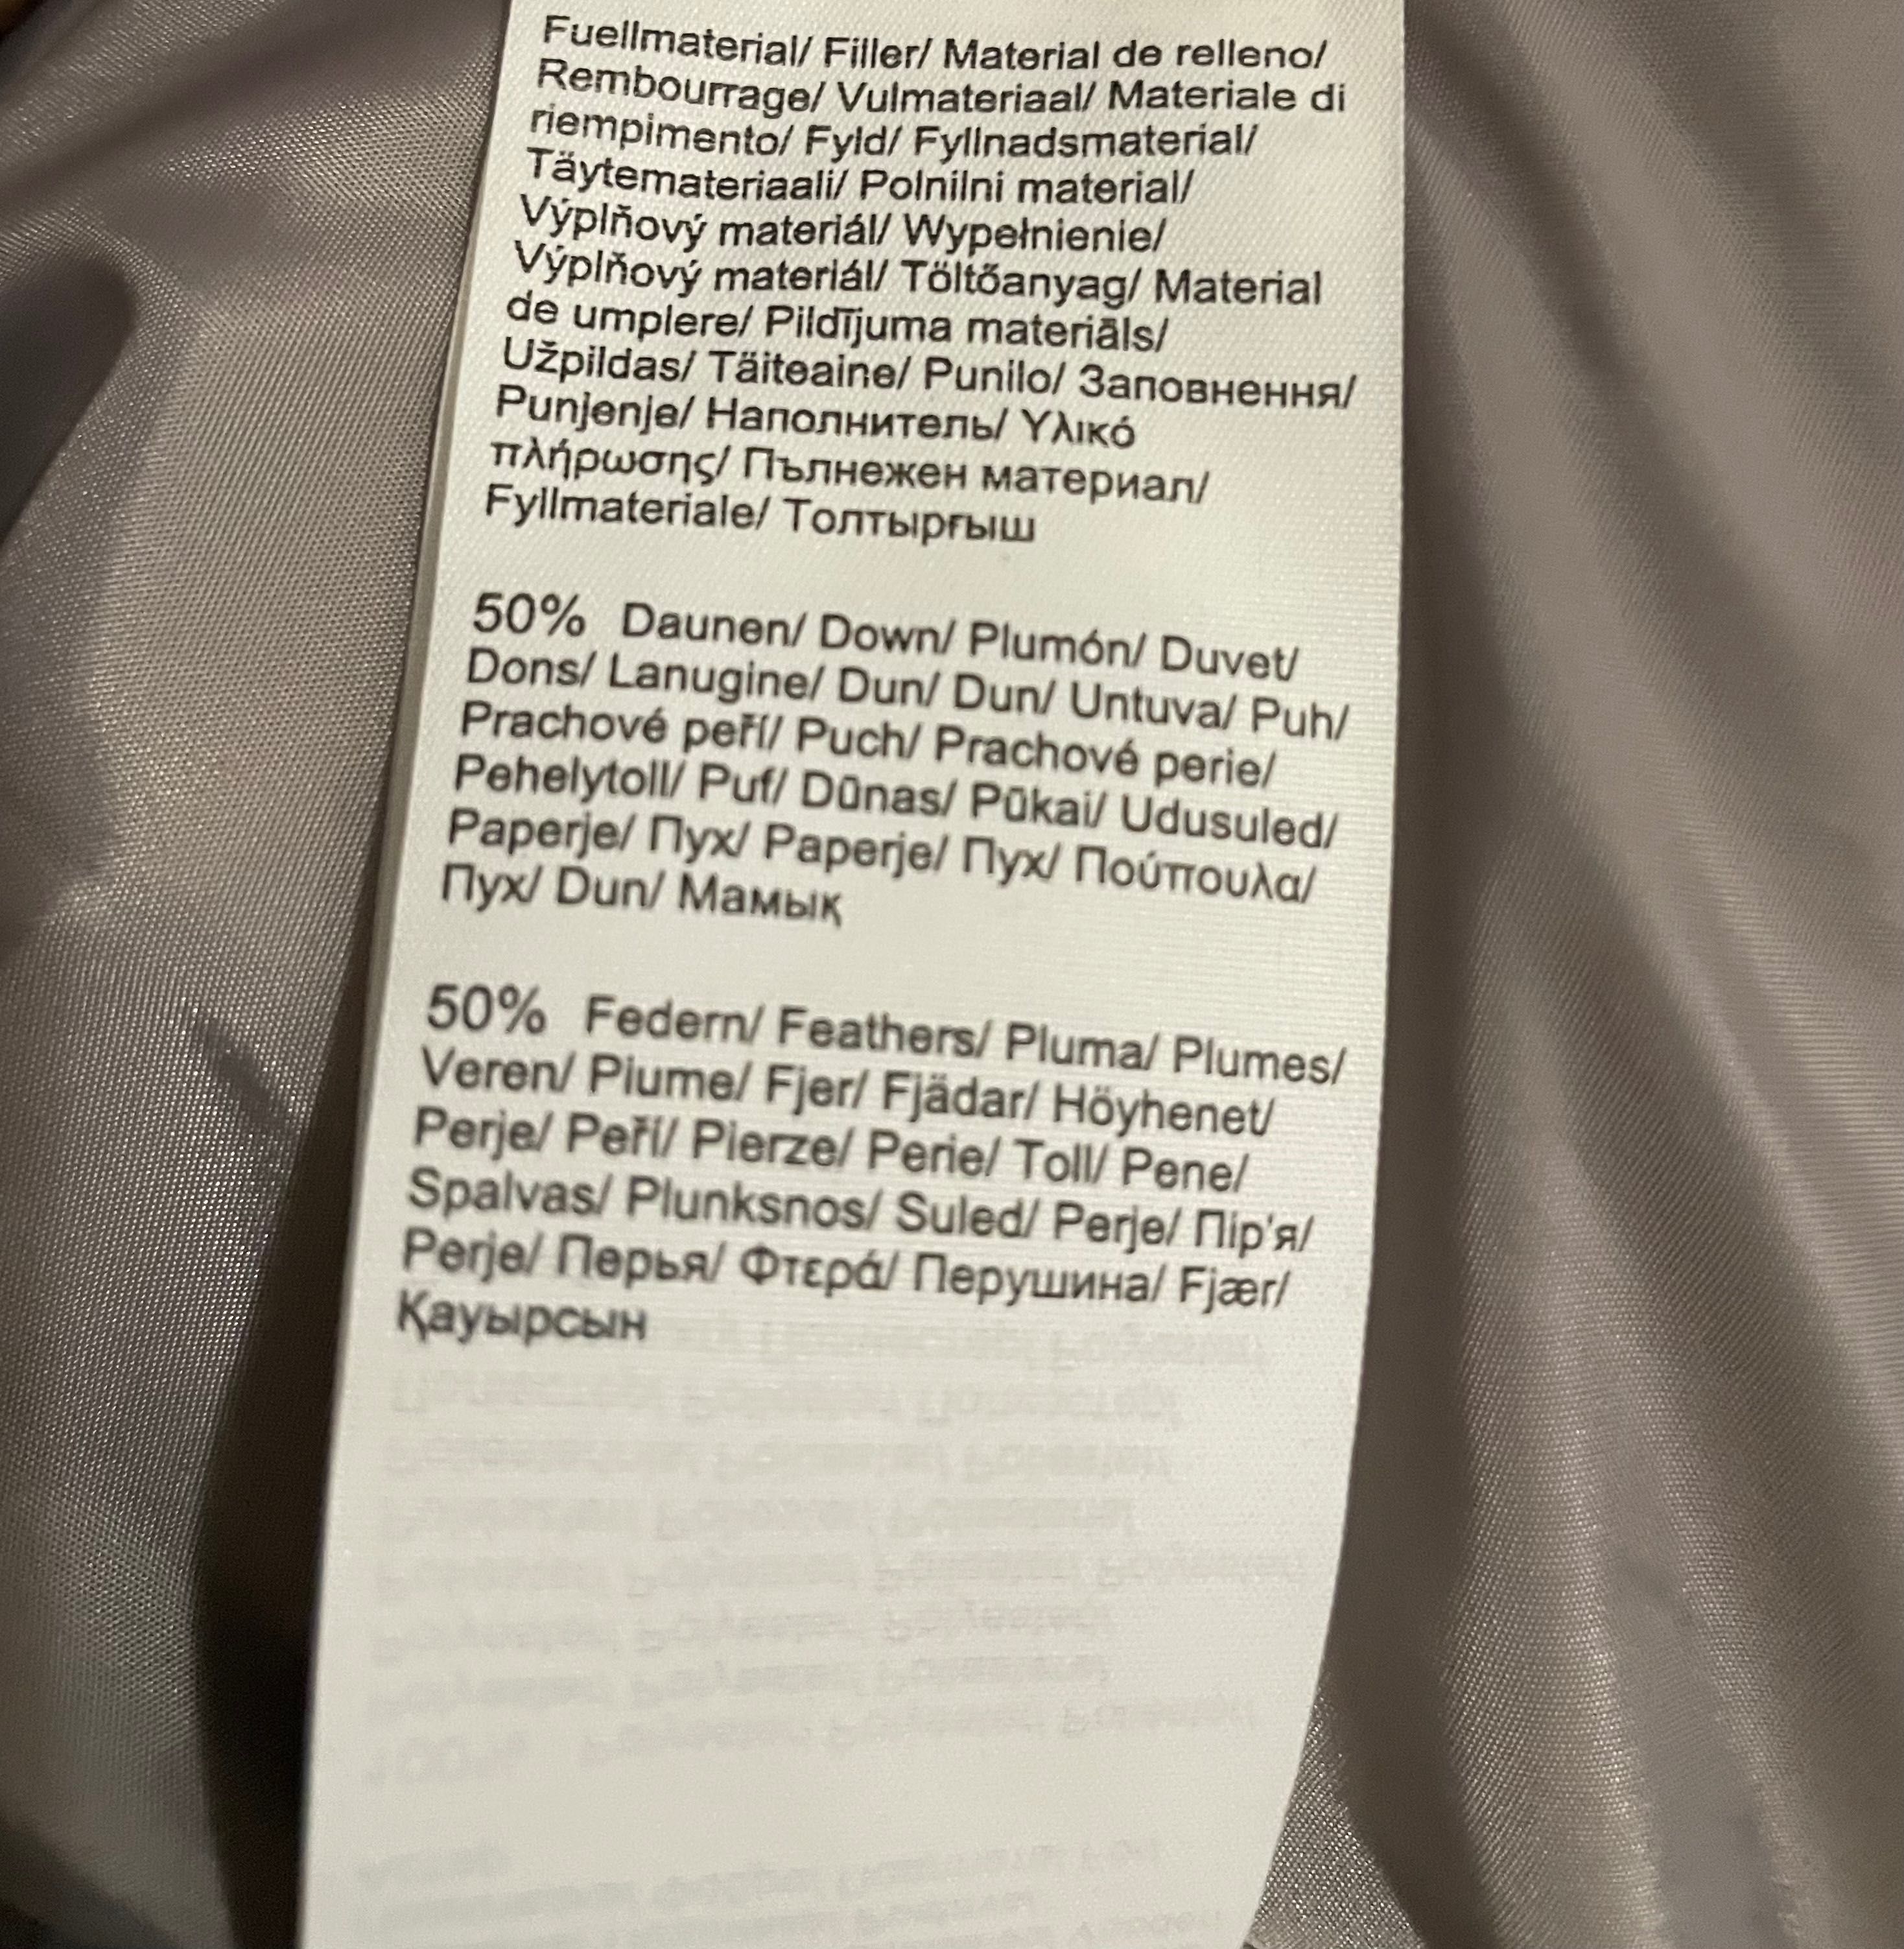 Fuellmaterial/ Filler/ Material de relleno/
Rembourrage/ Vulmateriaal/ Materiale di
riempimento/ Fyld/ Fyllnadsmaterial/
Täytemateriaali/ Polnilni material/
Výplňový materiál/ Wypełnienie/
Výplňový materiál/ Töltőanyag/ Material
de umplere/ Pildījuma materiāls/
Užpildas/ Täiteaine/ Punilo/ Заповнення/
Punjenje/ Наполнитель/ Υλικό
πλήρωσης/ Пълнежен материал/
Fyllmateriale/ Толтырғыш
50% Daunen/ Down/ Plumón/ Duvet/
Dons/ Lanugine/ Dun/ Dun/ Untuva/ Puh/
Prachové peří/ Puch/ Prachové perie/
Pehelytoll/ Puf/ Dūnas/ Pūkai/ Udusuled/
Paperje/ Пух/ Paperje/ Пух/ Πούπουλα/
Пух/ Dun/ Мамық
50% Federn/ Feathers/ Pluma/ Plumes/
Veren/ Piume/ Fjer/ Fjädar/ Höyhenet/
Perje/ Peří/ Pierze/ Perie/ Toll/ Pene/
Spalvas/ Plunksnos/ Suled/ Perje/ Пір'я/
Perje/ Перья/ Φτερά/ Перушина/ Fjær/
Қауырсын